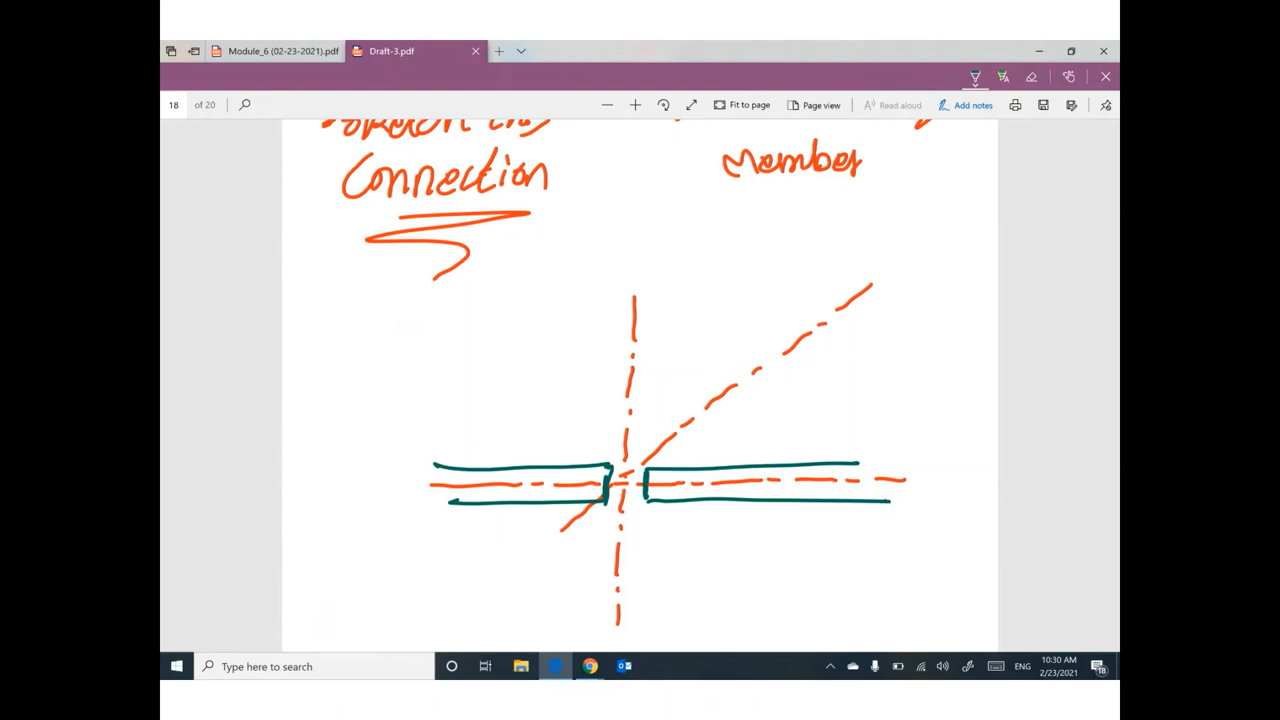 Module_6 (02-23-2021).pdf
Draft-3.pdf
18 of 20
Fit to page
Page view
Read aloud
Add notes
Connection
member
Type here to search
ENG
10:30 AM
2/23/2021
18